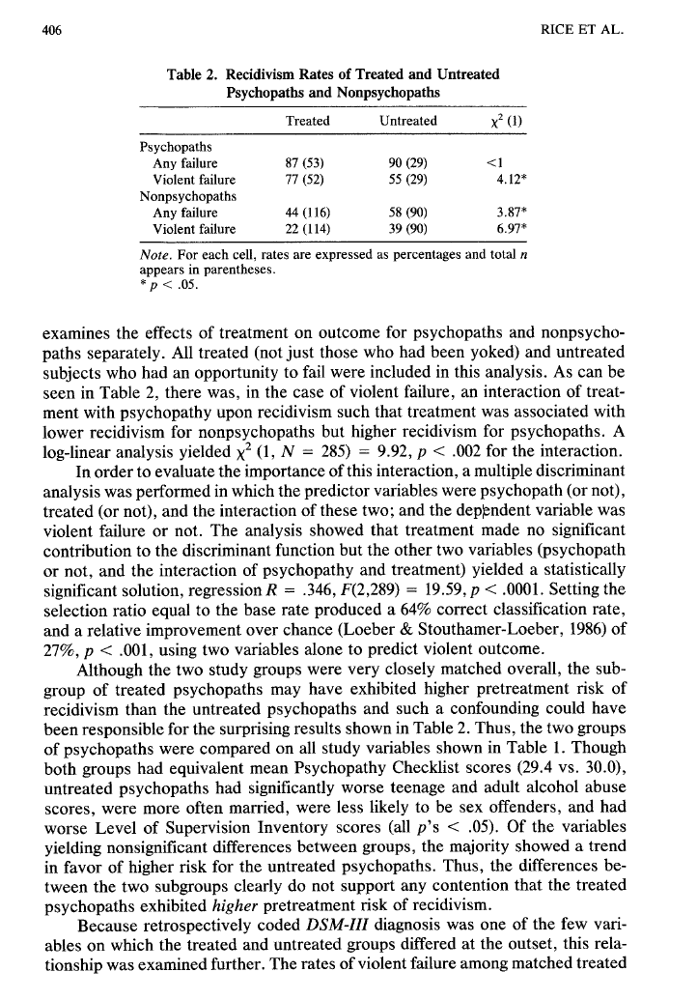 406 RICE ET AL.
Table 2. Recidivism Rates of Treated and Untreated
Psychopaths and Nonpsychopaths
Treated Untreated χ² (1)
Psychopaths
Any failure 87 (53) 90 (29) <1
Violent failure 77 (52) 55 (29) 4.12*
Nonpsychopaths
Any failure 44 (116) 58 (90) 3.87*
Violent failure 22 (114) 39 (90) 6.97*
Note. For each cell, rates are expressed as percentages and total n
appears in parentheses.
* p < .05.
examines the effects of treatment on outcome for psychopaths and nonpsycho-
paths separately. All treated (not just those who had been yoked) and untreated
subjects who had an opportunity to fail were included in this analysis. As can be
seen in Table 2, there was, in the case of violent failure, an interaction of treat-
ment with psychopathy upon recidivism such that treatment was associated with
lower recidivism for nonpsychopaths but higher recidivism for psychopaths. A
log-linear analysis yielded χ² (1, N = 285) = 9.92, p < .002 for the interaction.
In order to evaluate the importance of this interaction, a multiple discriminant
analysis was performed in which the predictor variables were psychopath (or not),
treated (or not), and the interaction of these two; and the dependent variable was
violent failure or not. The analysis showed that treatment made no significant
contribution to the discriminant function but the other two variables (psychopath
or not, and the interaction of psychopathy and treatment) yielded a statistically
significant solution, regression R = .346, F(2,289) = 19.59, p < .0001. Setting the
selection ratio equal to the base rate produced a 64% correct classification rate,
and a relative improvement over chance (Loeber & Stouthamer-Loeber, 1986) of
27%, p < .001, using two variables alone to predict violent outcome.
Although the two study groups were very closely matched overall, the sub-
group of treated psychopaths may have exhibited higher pretreatment risk of
recidivism than the untreated psychopaths and such a confounding could have
been responsible for the surprising results shown in Table 2. Thus, the two groups
of psychopaths were compared on all study variables shown in Table 1. Though
both groups had equivalent mean Psychopathy Checklist scores (29.4 vs. 30.0),
untreated psychopaths had significantly worse teenage and adult alcohol abuse
scores, were more often married, were less likely to be sex offenders, and had
worse Level of Supervision Inventory scores (all p's < .05). Of the variables
yielding nonsignificant differences between groups, the majority showed a trend
in favor of higher risk for the untreated psychopaths. Thus, the differences be-
tween the two subgroups clearly do not support any contention that the treated
psychopaths exhibited higher pretreatment risk of recidivism.
Because retrospectively coded DSM-III diagnosis was one of the few vari-
ables on which the treated and untreated groups differed at the outset, this rela-
tionship was examined further. The rates of violent failure among matched treated